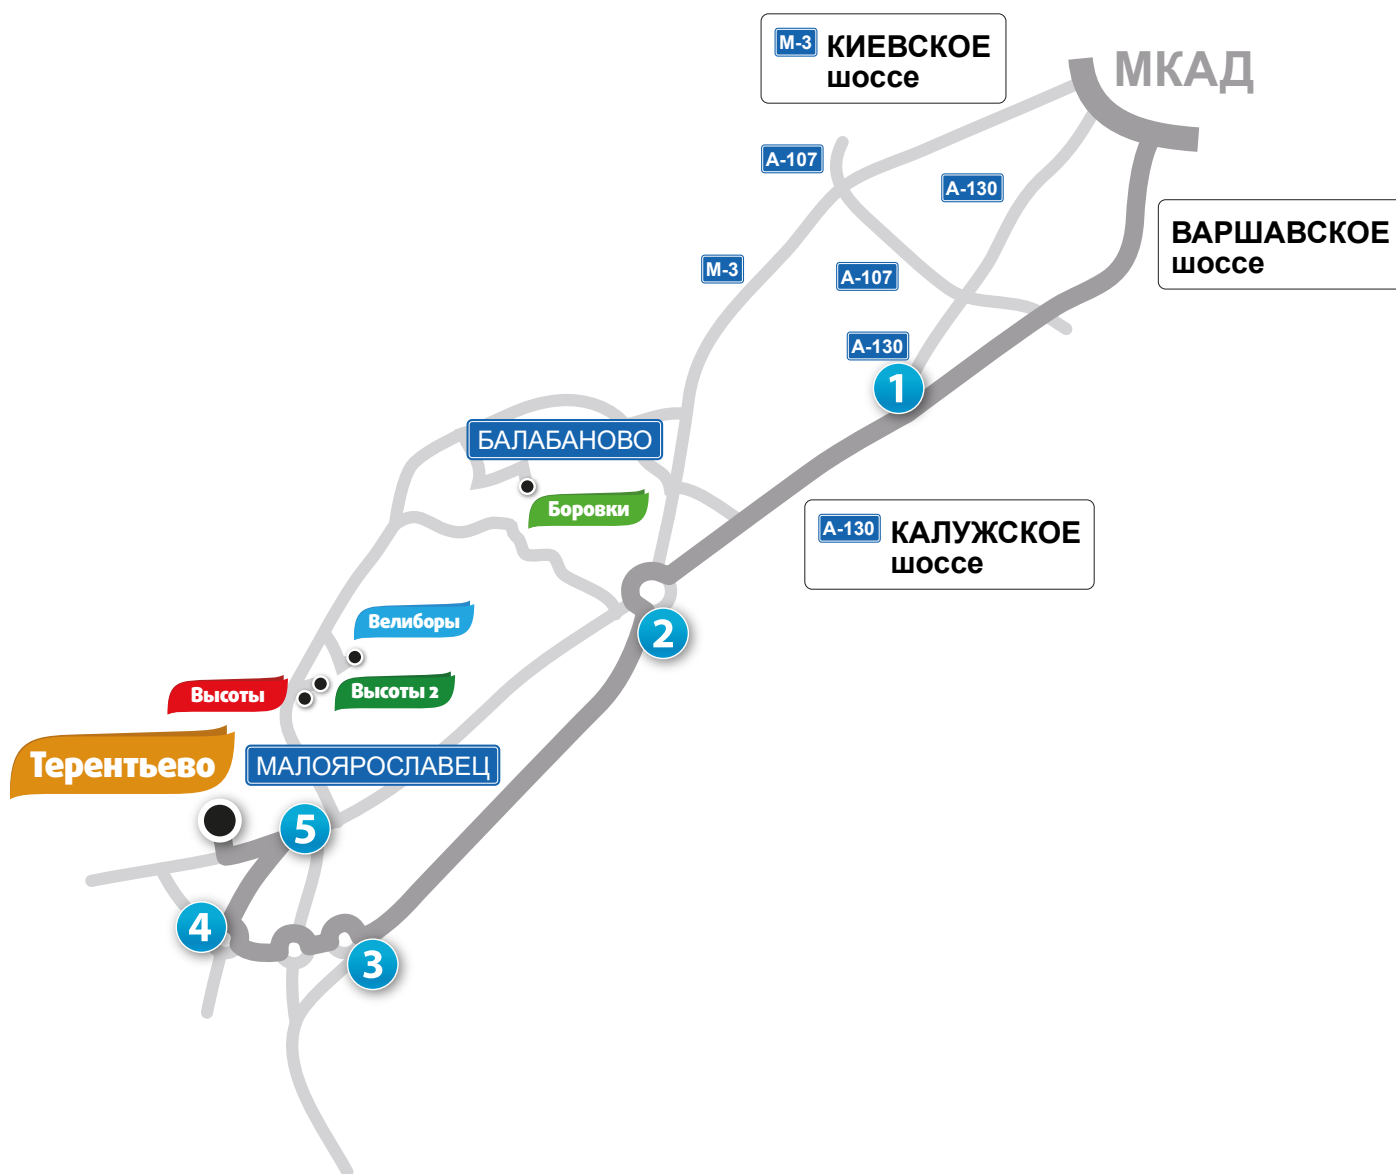 М-3 КИЕВСКОЕ
шоссе
МКАД
А-107
А-130
ВАРШАВСКОЕ
шоссе
М-3
А-107
А-130
1
БАЛАБАНОВО
Боровки
А-130 КАЛУЖСКОЕ
шоссе
Велиборы
2
Высоты
Высоты 2
Терентьево
МАЛОЯРОСЛАВЕЦ
5
4
3